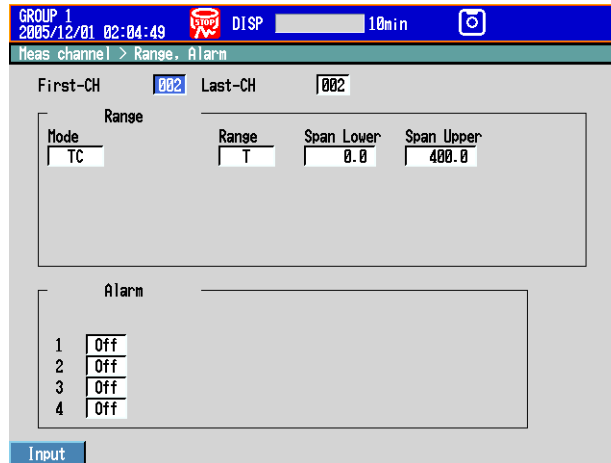 GROUP 1
2005/12/01 02:04:49 STOP DISP 10min
Meas channel > Range, Alarm
First-CH 002 Last-CH 002
Range
Mode Range Span Lower Span Upper
TC T 0.0 400.0
Alarm
1 Off
2 Off
3 Off
4 Off
Input